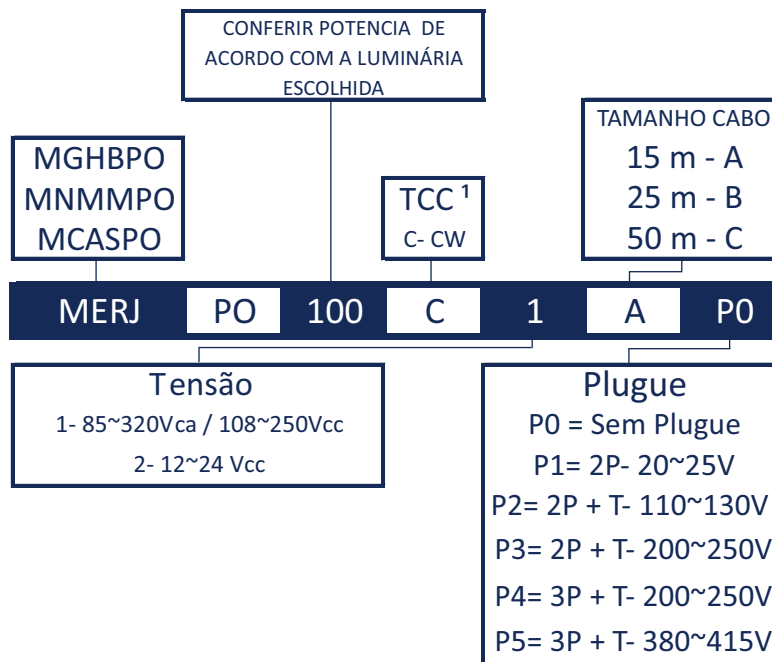 CONFERIR POTENCIA DE
ACORDO COM A LUMINÁRIA
ESCOLHIDA
MGHBPO
MNMMPO
MCASPO
TCC ¹
C- CW
TAMANHO CABO
15 m - A
25 m - B
50 m - C
MERJ PO 100 C 1 A P0
Tensão
1- 85~320Vca / 108~250Vcc
2- 12~24 Vcc
Plugue
P0 = Sem Plugue
P1= 2P- 20~25V
P2= 2P + T- 110~130V
P3= 2P + T- 200~250V
P4= 3P + T- 200~250V
P5= 3P + T- 380~415V